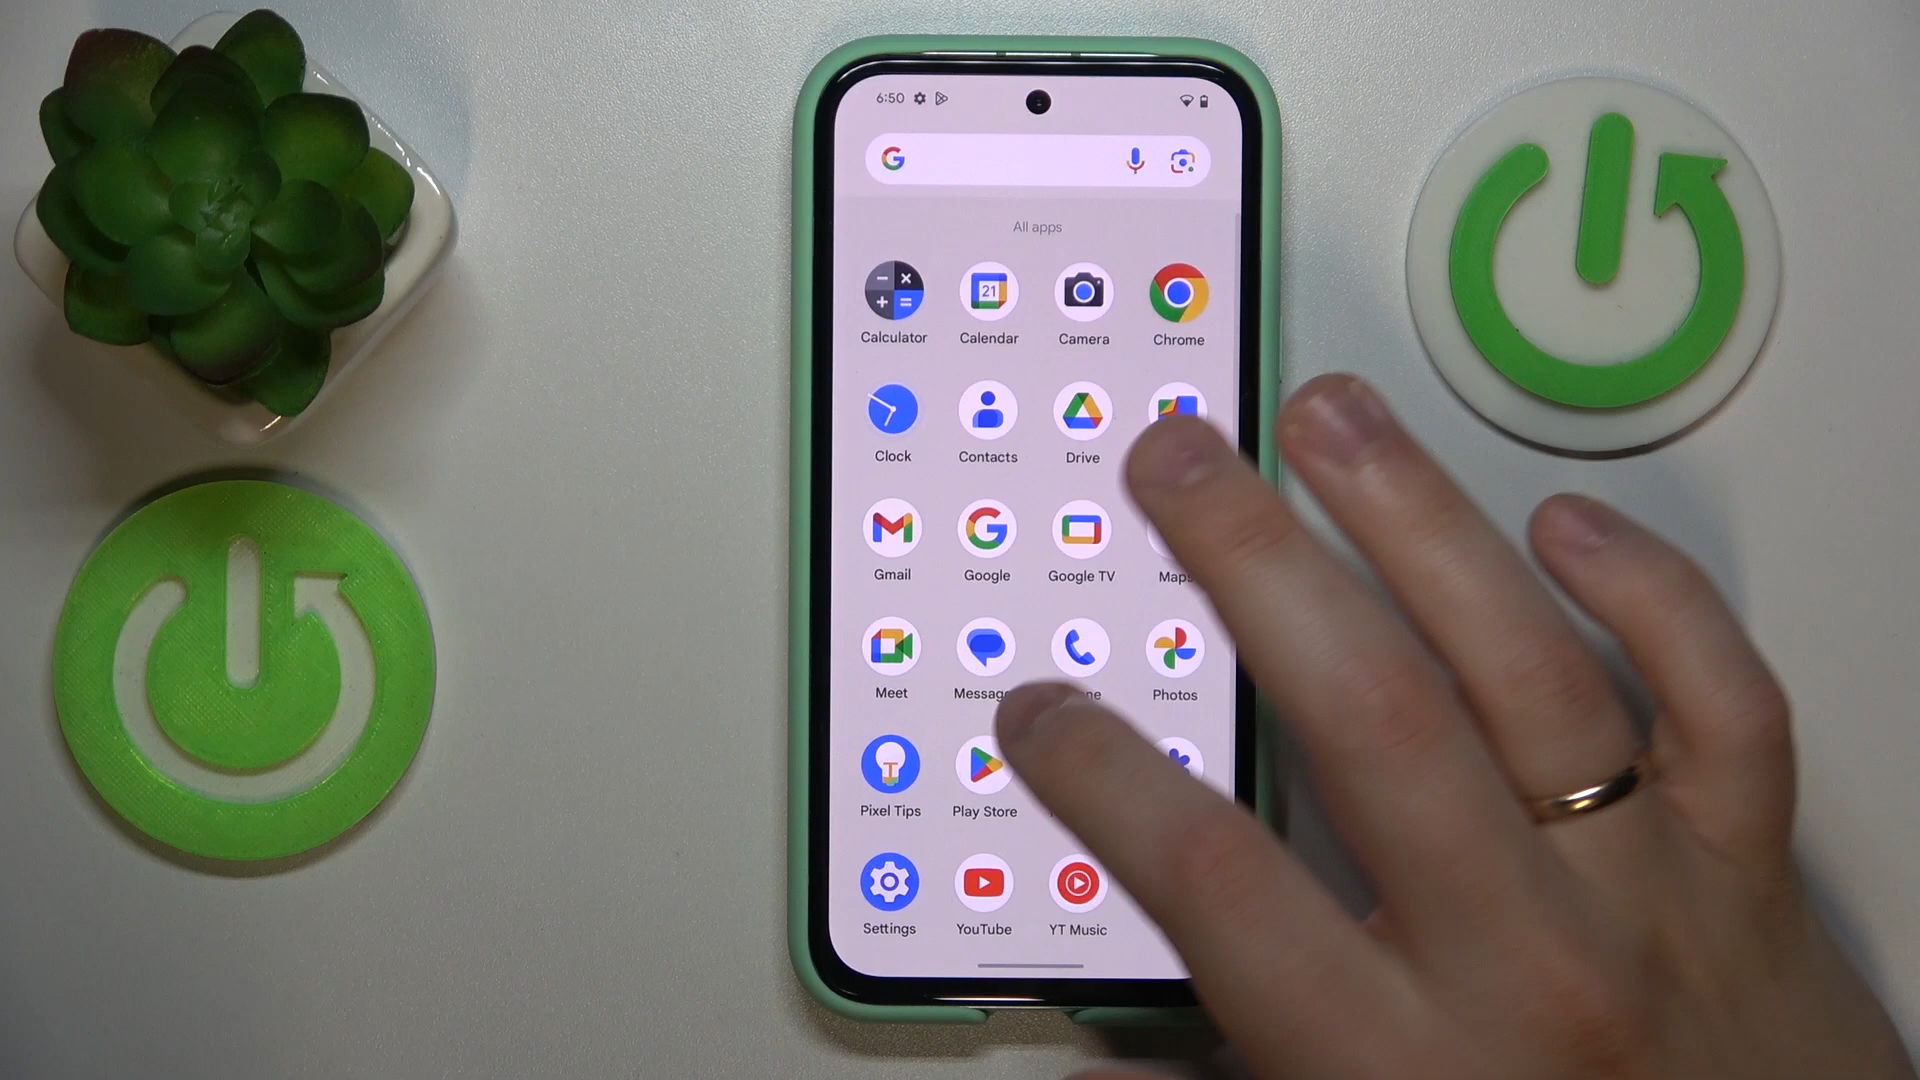 6:50
All apps
Calculator Calendar Camera Chrome
21
Clock Contacts Drive
Gmail Google Google TV Maps
Meet Photos
Pixel Tips Play Store
Settings YouTube YT Music